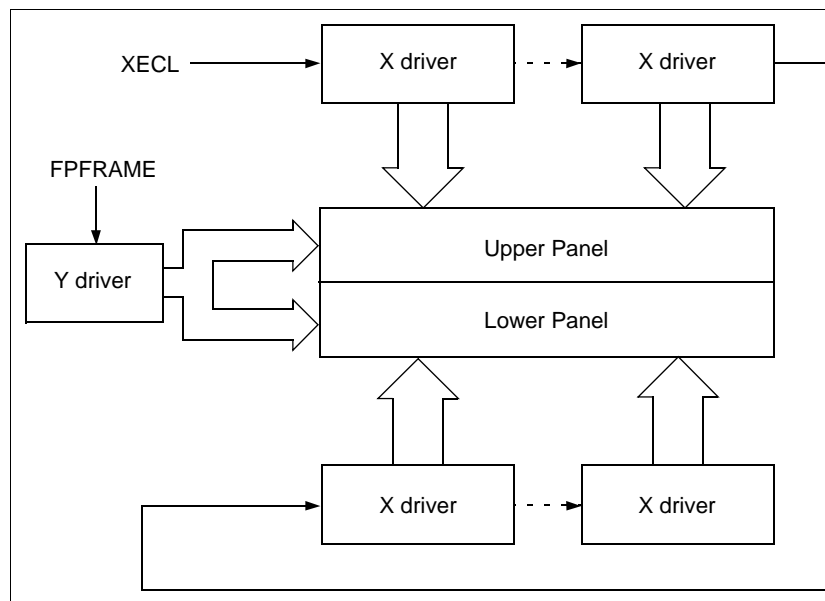 XECL
X driver
X driver
FPFRAME
Y driver
Upper Panel
Lower Panel
X driver
X driver